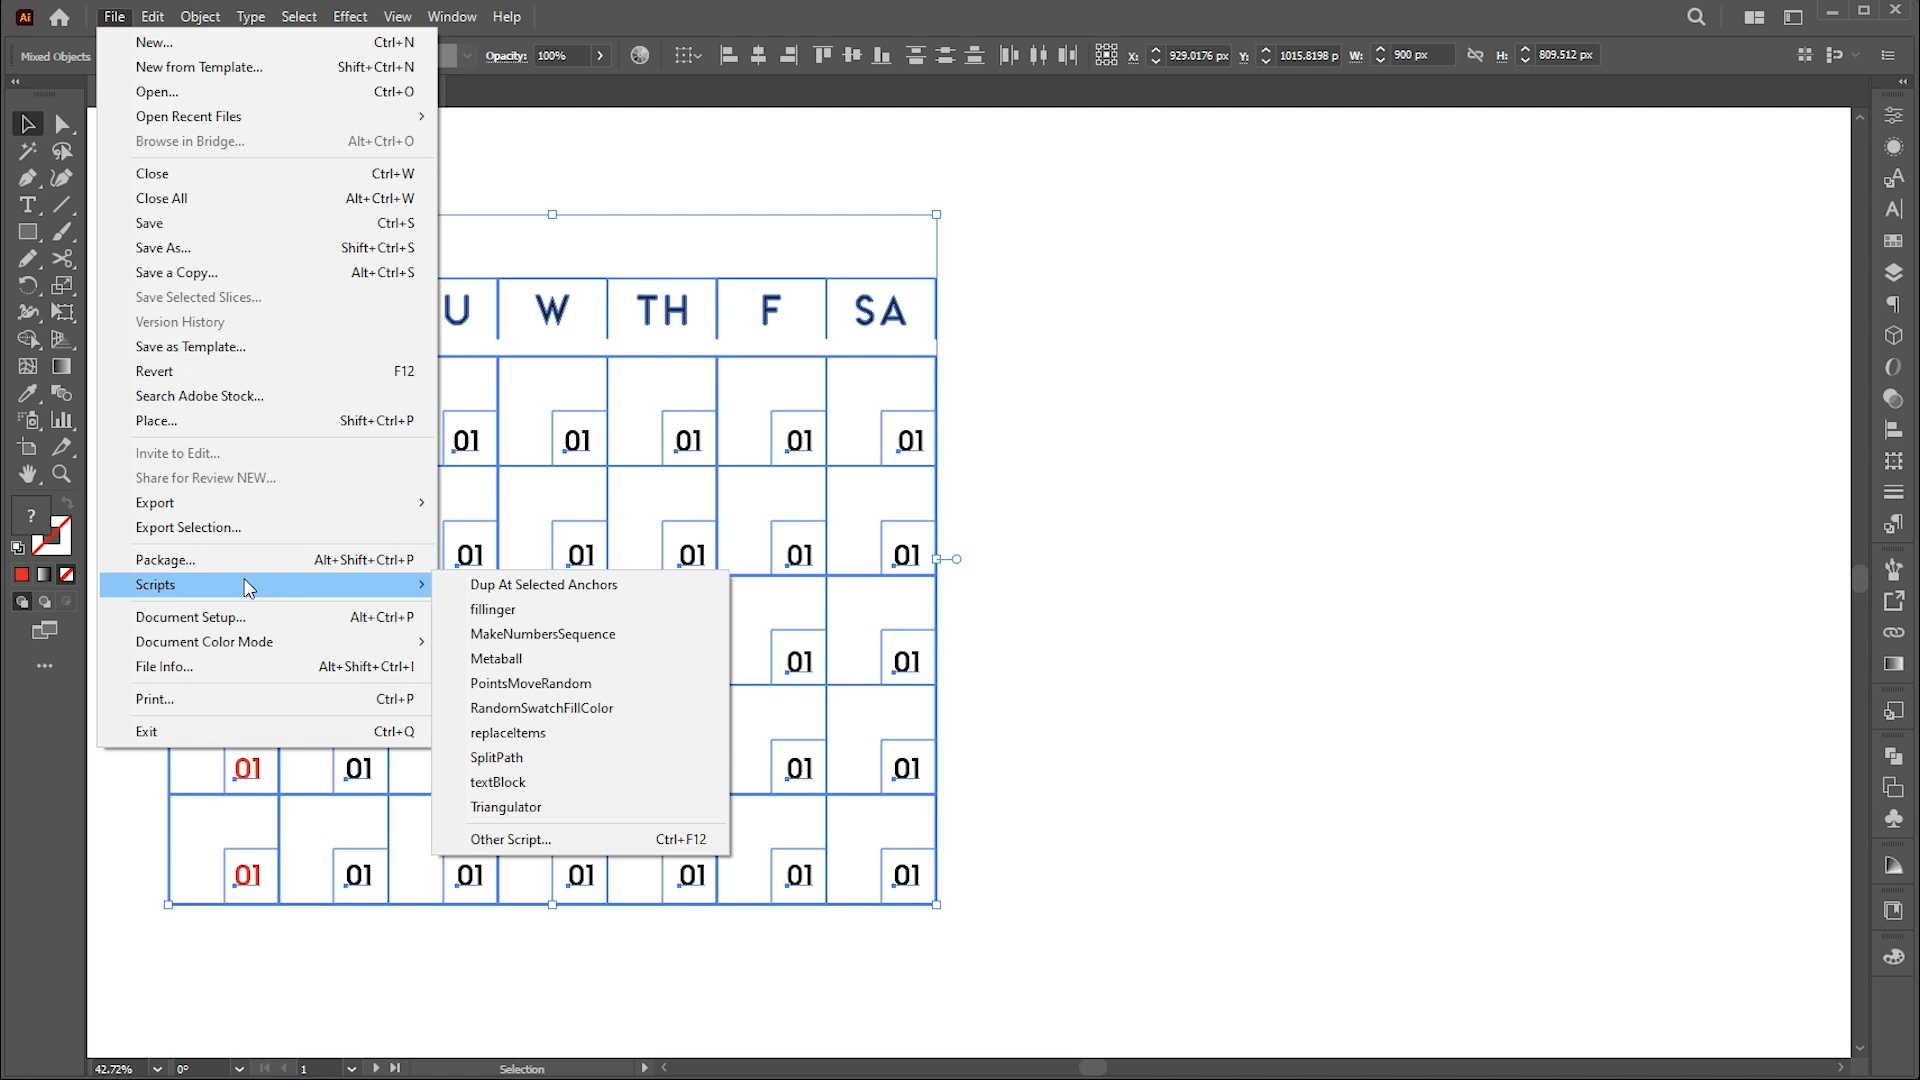 Ai File Edit Object Type Select Effect View Window Help
Mixed Objects Opacity: 100% X: 929.0176 px Y: 1015.8198 p W: 900 px H: 809.512 px
New... Ctrl+N
New from Template... Shift+Ctrl+N
Open... Ctrl+O
Open Recent Files
Browse in Bridge... Alt+Ctrl+O
Close Ctrl+W
Close All Alt+Ctrl+W
Save Ctrl+S
Save As... Shift+Ctrl+S
Save a Copy... Alt+Ctrl+S
Save Selected Slices...
Version History
Save as Template...
Revert F12
Search Adobe Stock...
Place... Shift+Ctrl+P
Invite to Edit...
Share for Review NEW...
Export
Export Selection...
Package... Alt+Shift+Ctrl+P
Scripts
Document Setup... Alt+Ctrl+P
Document Color Mode
File Info... Alt+Shift+Ctrl+I
Print... Ctrl+P
Exit Ctrl+Q
Dup At Selected Anchors
fillinger
MakeNumbersSequence
Metaball
PointsMoveRandom
RandomSwatchFillColor
replaceItems
SplitPath
textBlock
Triangulator
Other Script... Ctrl+F12
U W TH F SA
01 01 01 01 01
01 01 01 01 01
01 01
01 01 01 01
01 01 01 01 01 01 01
?
42.72% 0° 1 Selection